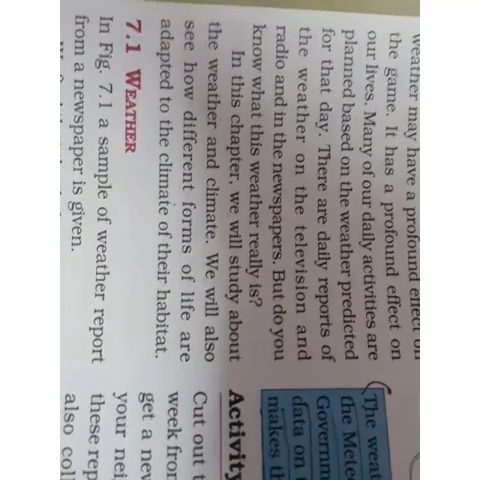 weather may have a profound effect on
the game. It has a profound effect on
our lives. Many of our daily activities are
planned based on the weather predicted
for that day. There are daily reports of
the weather on the television and
radio and in the newspapers. But do you
know what this weather really is?
In this chapter, we will study about
the weather and climate. We will also
see how different forms of life are
adapted to the climate of their habitat.
7.1 WEATHER
In Fig. 7.1 a sample of weather report
from a newspaper is given.
The weat
the Mete
Governm
data on
makes th
Activity
Cut out t
week from
get a new
your nei
these rep
also coll